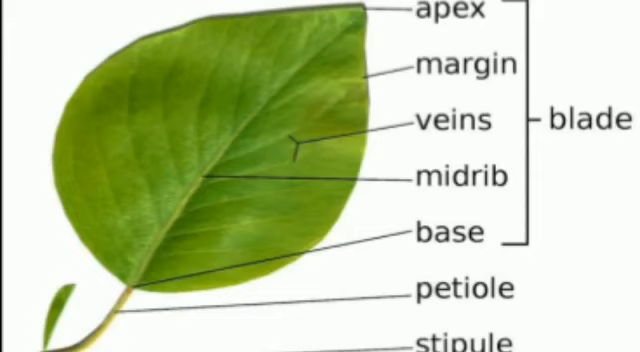 apex
margin
veins
blade
midrib
base
petiole
stipule